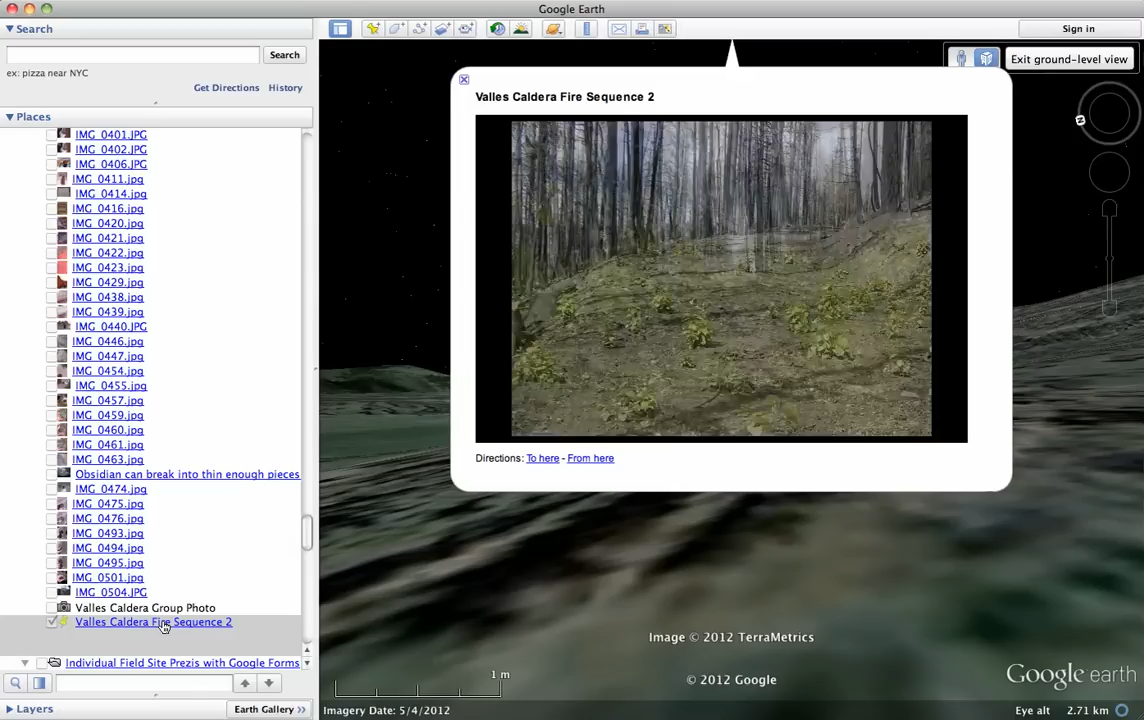 Google Earth
Search
Search
ex: pizza near NYC
Get Directions
History
Places
IMG_0401.JPG
IMG_0402.JPG
IMG_0406.JPG
IMG_0411.jpg
IMG_0414.jpg
IMG_0416.jpg
IMG_0420.jpg
IMG_0421.jpg
IMG_0422.jpg
IMG_0423.jpg
IMG_0429.jpg
IMG_0438.jpg
IMG_0439.jpg
IMG_0440.JPG
IMG_0446.jpg
IMG_0447.jpg
IMG_0454.jpg
IMG_0455.jpg
IMG_0457.jpg
IMG_0459.jpg
IMG_0460.jpg
IMG_0461.jpg
IMG_0463.jpg
Obsidian can break into thin enough pieces
IMG_0474.jpg
IMG_0475.jpg
IMG_0476.jpg
IMG_0493.jpg
IMG_0494.jpg
IMG_0495.jpg
IMG_0501.jpg
IMG_0504.JPG
Valles Caldera Group Photo
Valles Caldera Fire Sequence 2
Individual Field Site Prezis with Google Forms
Layers
Earth Gallery >>
Sign in
Exit ground-level view
N
Valles Caldera Fire Sequence 2
Directions: To here - From here
Image © 2012 TerraMetrics
© 2012 Google
Google earth
1 m
Imagery Date: 5/4/2012
Eye alt 2.71 km